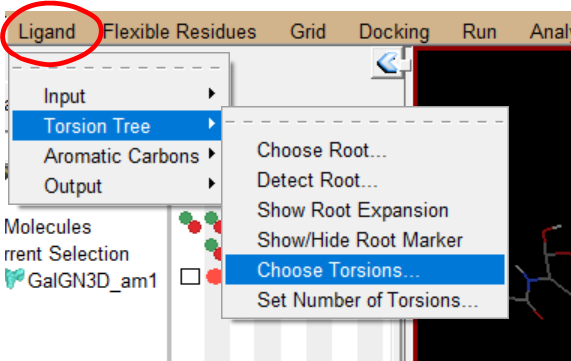 Ligand Flexible Residues Grid Docking Run
Input
Torsion Tree
Aromatic Carbons
Output
Choose Root...
Detect Root...
Show Root Expansion
Show/Hide Root Marker
Choose Torsions...
Set Number of Torsions...
Molecules
rrent Selection
GalGN3D_am1